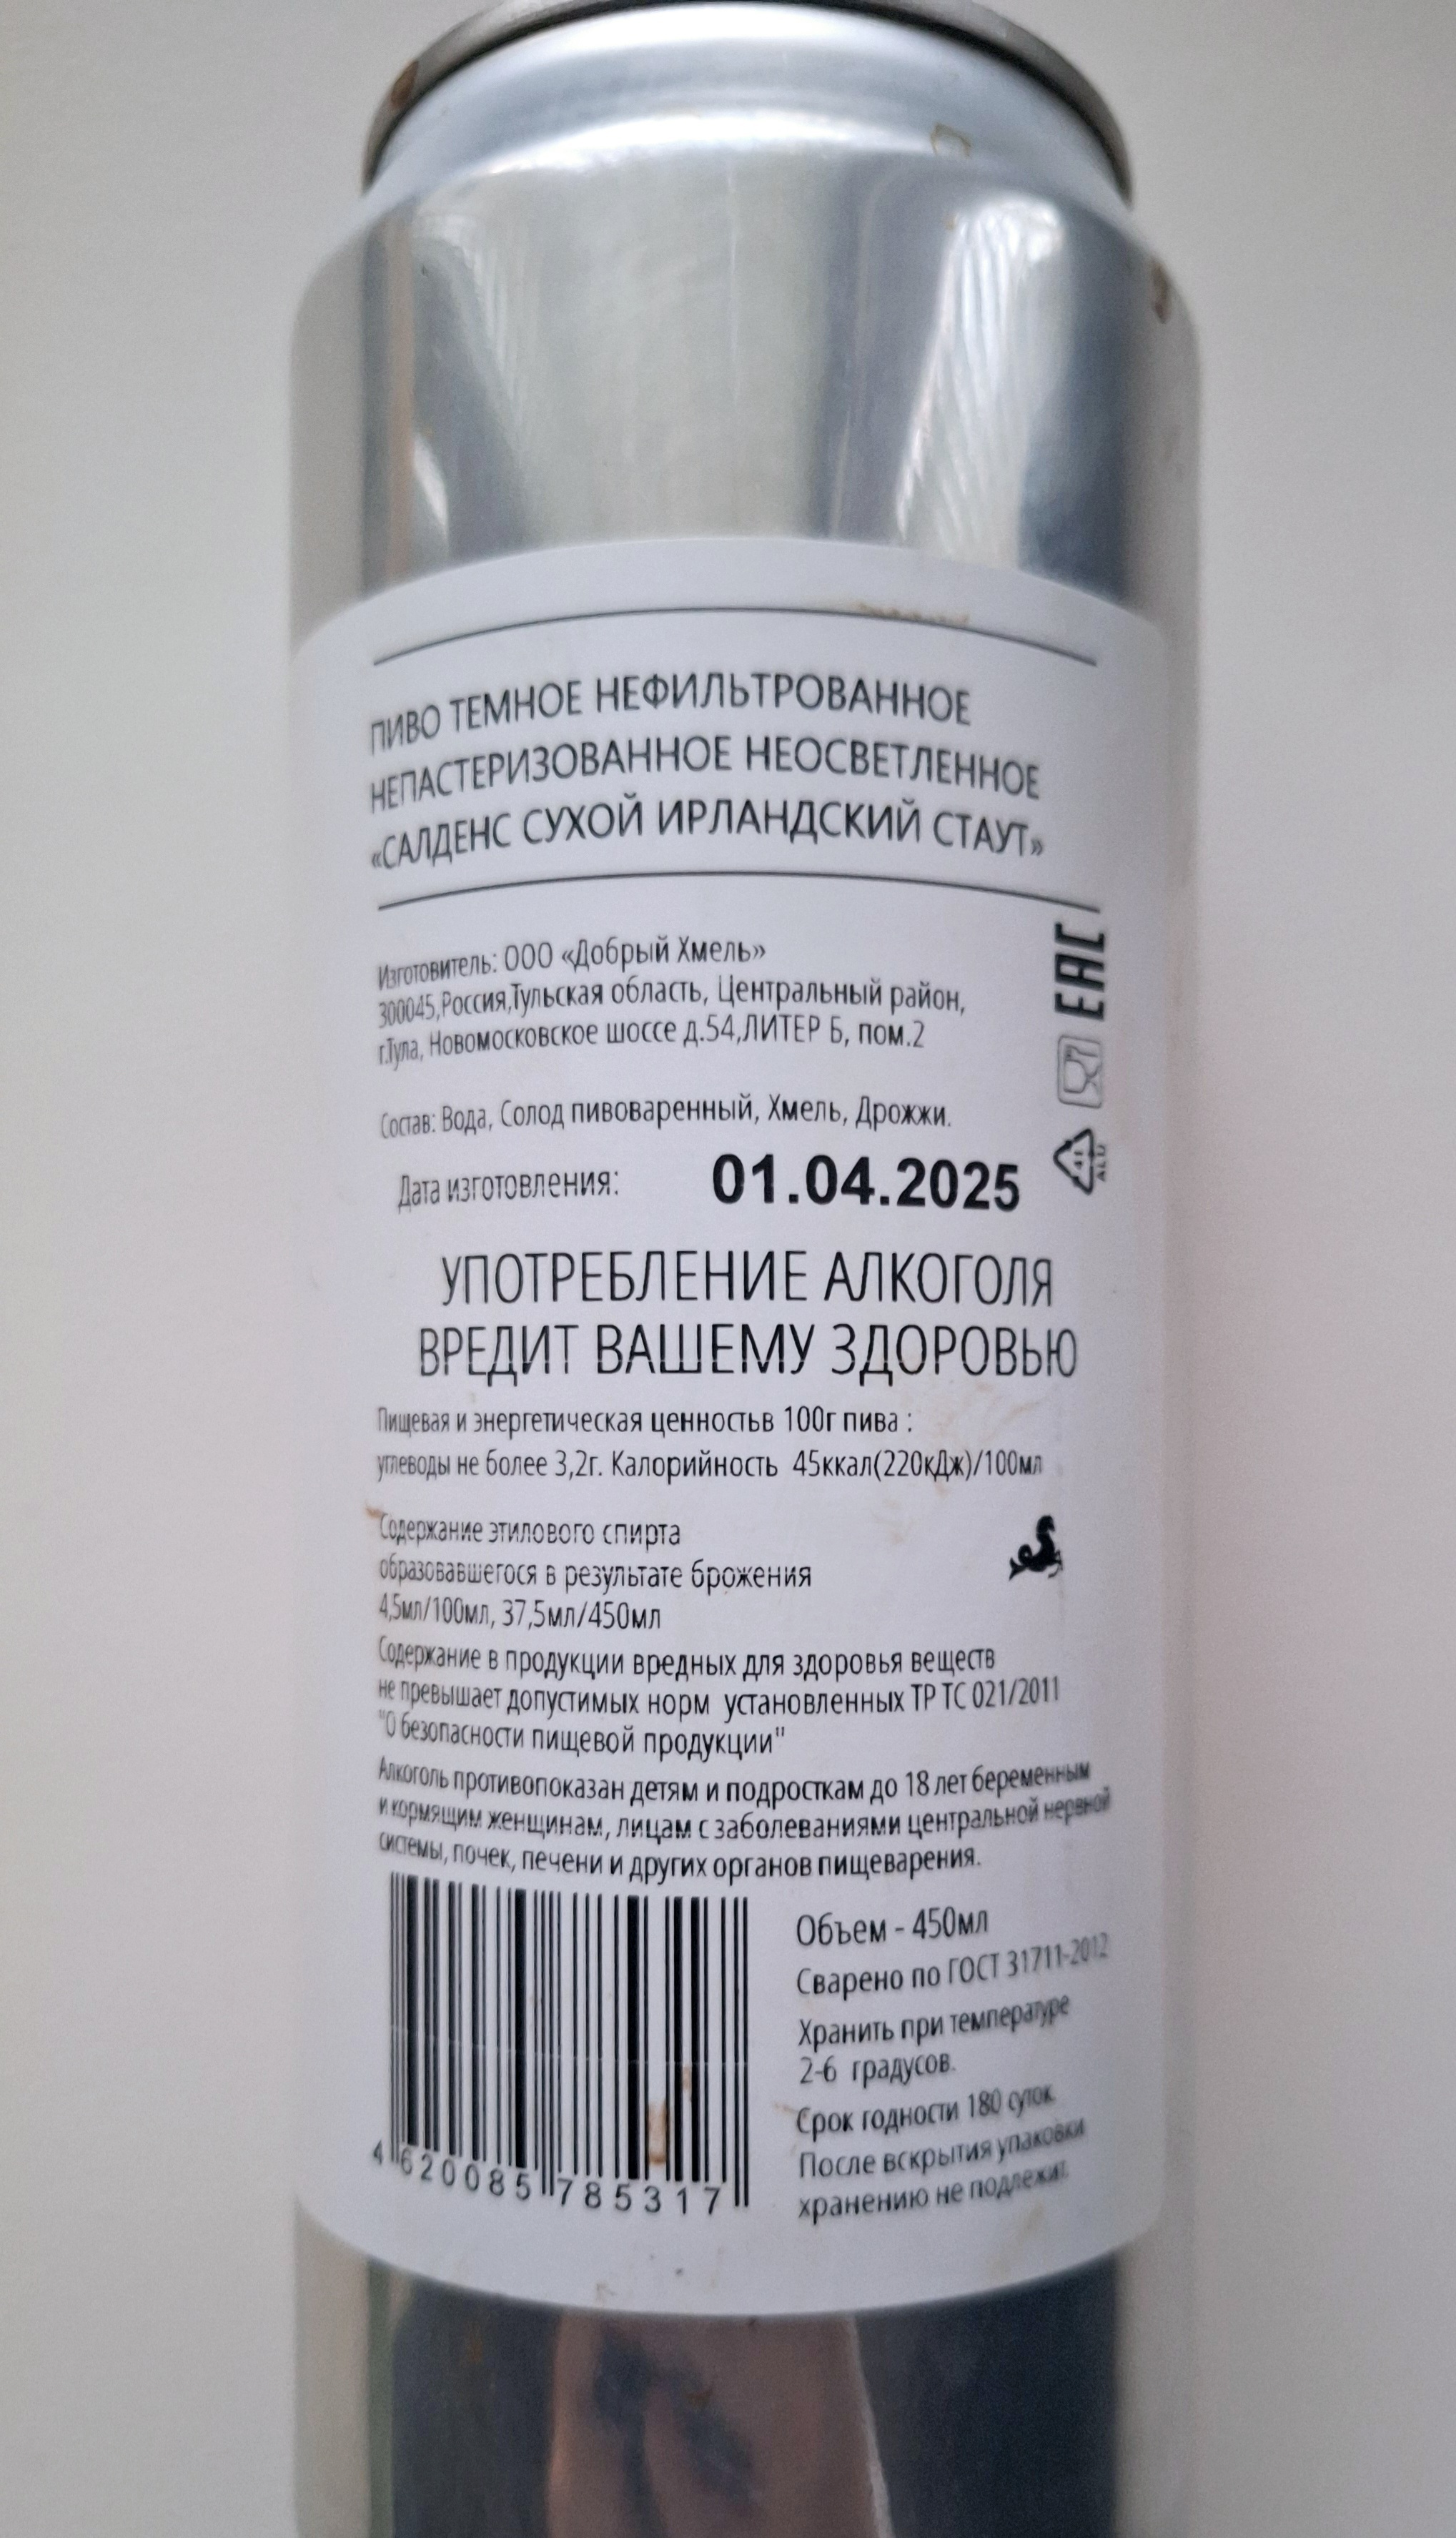 ПИВО ТЕМНОЕ НЕФИЛЬТРОВАННОЕ
НЕПАСТЕРИЗОВАННОЕ НЕОСВЕТЛЕННОЕ
«САЛДЕНС СУХОЙ ИРЛАНДСКИЙ СТАУТ»
Изготовитель: ООО «Добрый Хмель»
300045,Россия,Тульская область, Центральный район,
г.Тула, Новомосковское шоссе д.54,ЛИТЕР Б, пом.2
EAC
Состав: Вода, Солод пивоваренный, Хмель, Дрожжи.
41
ALU
Дата изготовления: 01.04.2025
УПОТРЕБЛЕНИЕ АЛКОГОЛЯ
ВРЕДИТ ВАШЕМУ ЗДОРОВЬЮ
Пищевая и энергетическая ценностьв 100г пива :
углеводы не более 3,2г. Калорийность 45ккал(220кДж)/100мл
Содержание этилового спирта
образовавшегося в результате брожения
4,5мл/100мл, 37,5мл/450мл
Содержание в продукции вредных для здоровья веществ
не превышает допустимых норм установленных ТР ТС 021/2011
"О безопасности пищевой продукции"
Алкоголь противопоказан детям и подросткам до 18 лет беременным
и кормящим женщинам, лицам с заболеваниями центральной нервной
системы, почек, печени и других органов пищеварения.
4 620085 785317
Объем - 450мл
Сварено по ГОСТ 31711-2012
Хранить при температуре
2-6 градусов.
Срок годности 180 суток.
После вскрытия упаковки
хранению не подлежит.